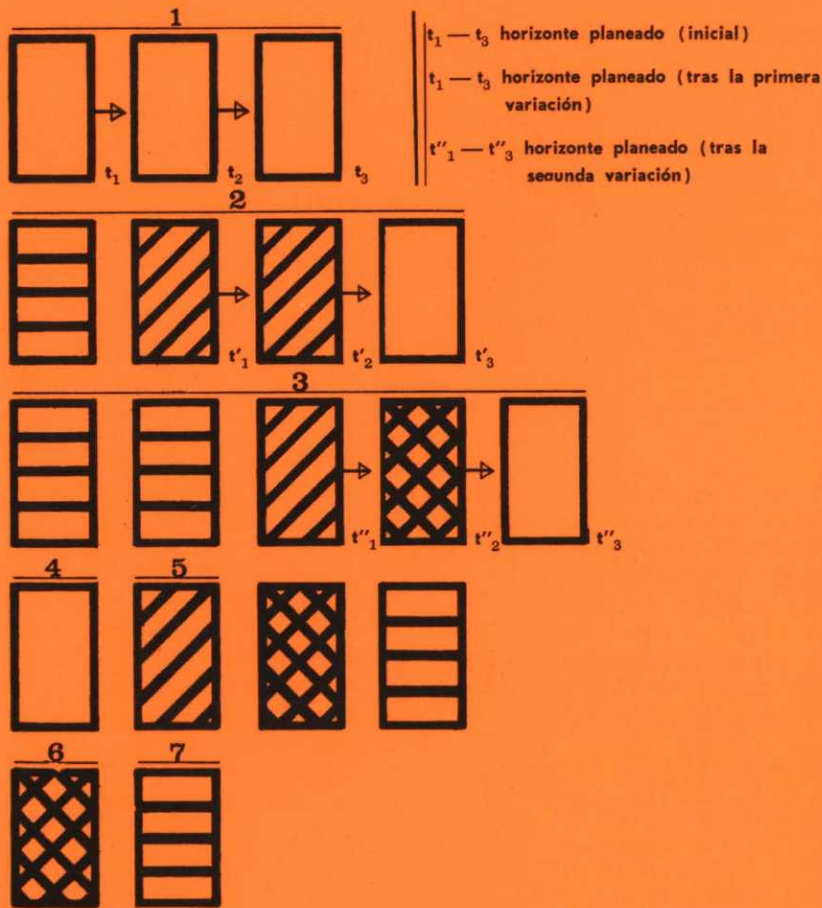 1
t₁ — t₃ horizonte planeado (inicial)
t₁ — t₃ horizonte planeado (tras la primera
variación)
t''₁ — t''₃ horizonte planeado (tras la
segunda variación)
t₁ t₂ t₃
2
t'₁ t'₂ t'₃
3
t''₁ t''₂ t''₃
4 5
6 7